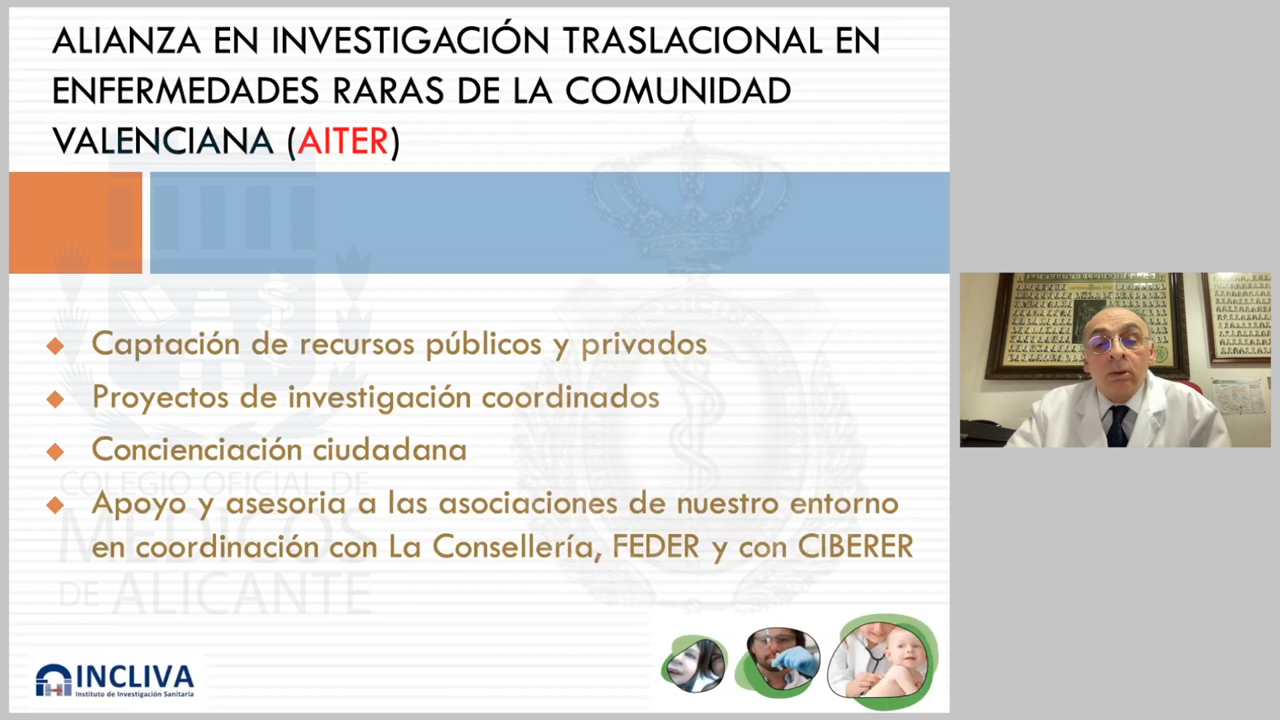 ALIANZA EN INVESTIGACIÓN TRASLACIONAL EN
ENFERMEDADES RARAS DE LA COMUNIDAD
VALENCIANA (AITER)
Captación de recursos públicos y privados
Proyectos de investigación coordinados
Concienciación ciudadana
Apoyo y asesoria a las asociaciones de nuestro entorno
en coordinación con La Consellería, FEDER y con CIBERER
COLEGIO OFICIAL DE
MÉDICOS
DE ALICANTE
INCLIVA
Instituto de Investigación Sanitaria